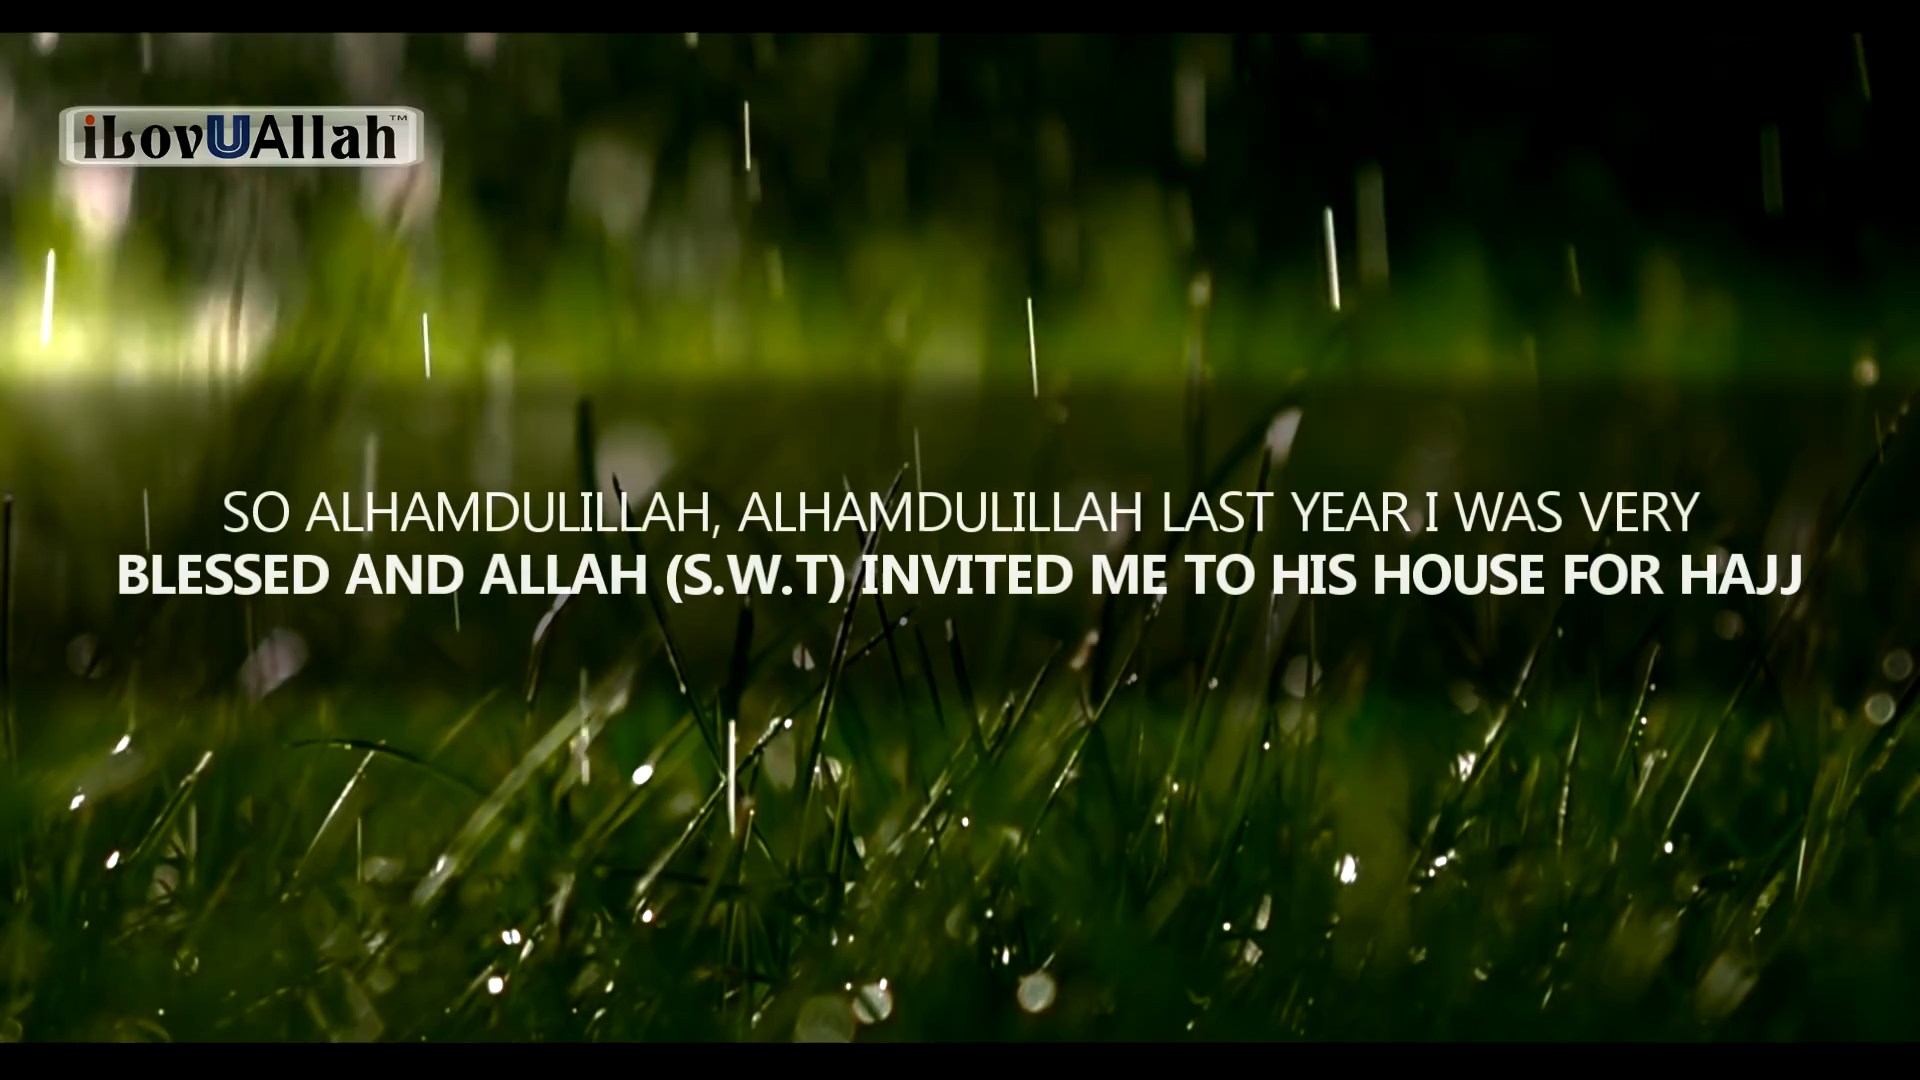 iLovUAllah™
SO ALHAMDULILLAH, ALHAMDULILLAH LAST YEAR I WAS VERY
BLESSED AND ALLAH (S.W.T) INVITED ME TO HIS HOUSE FOR HAJJ